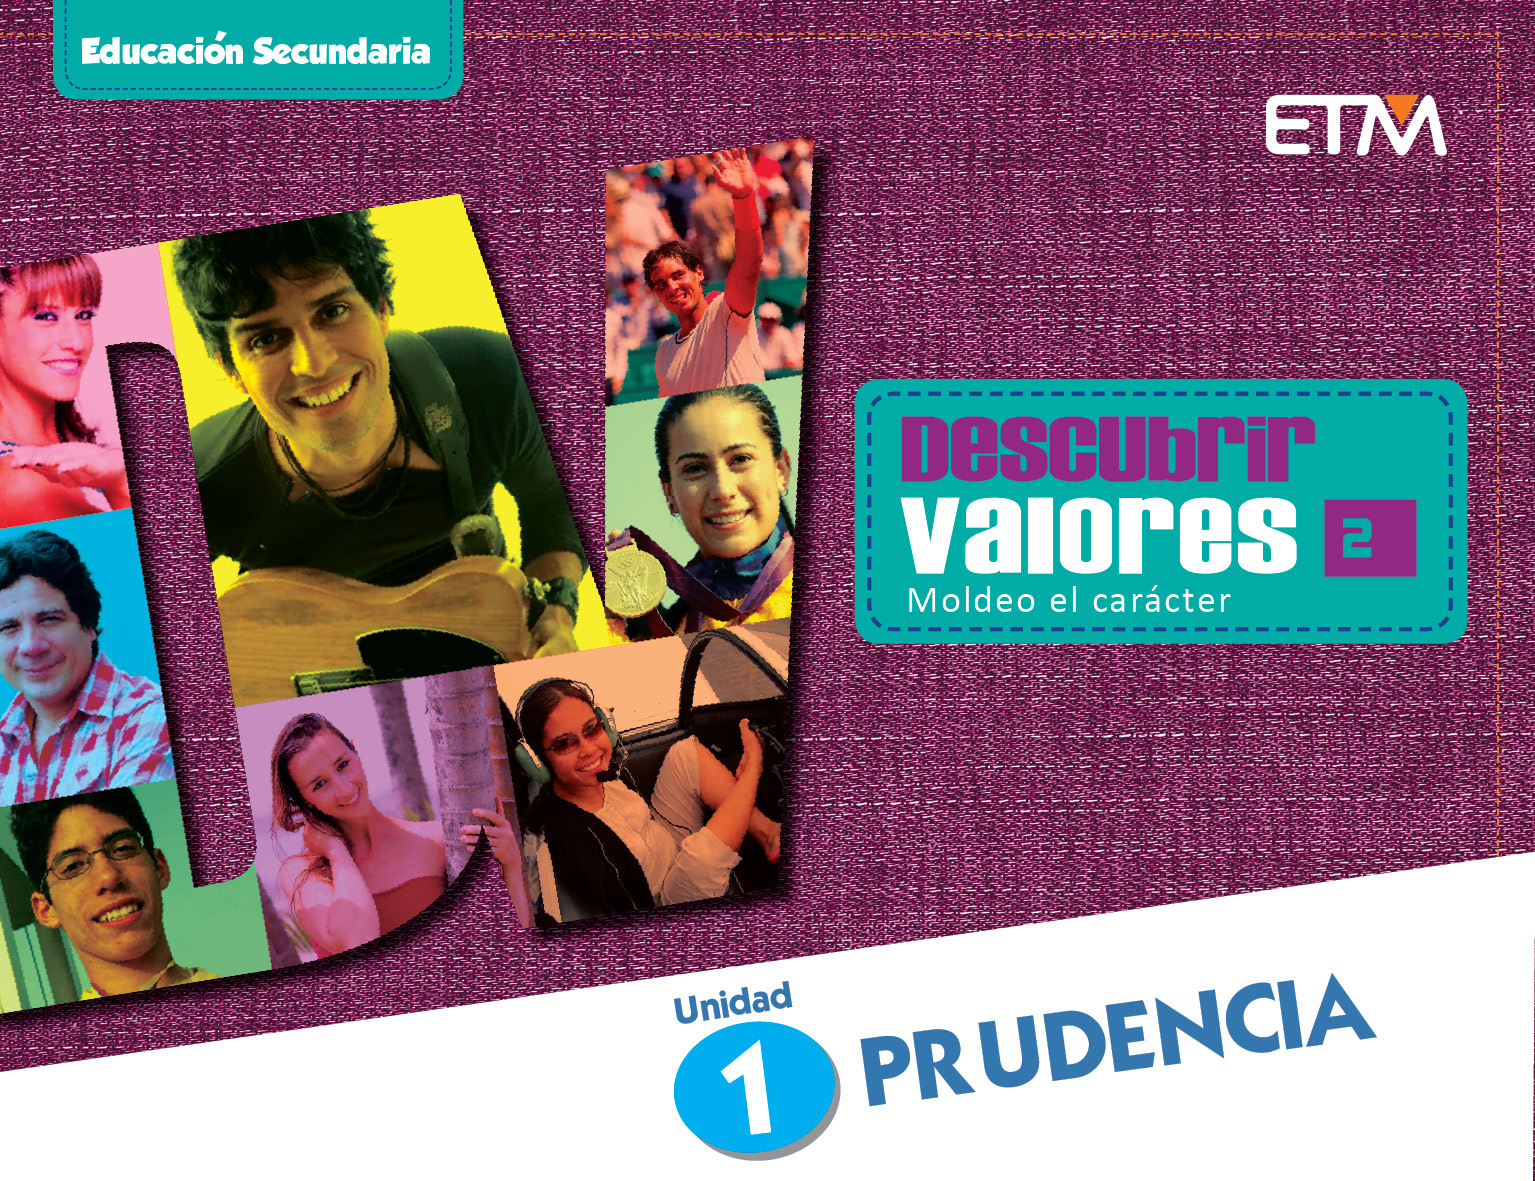 Educación Secundaria
ETM
Descubrir
valores 2
Moldeo el carácter
Unidad
1 PRUDENCIA